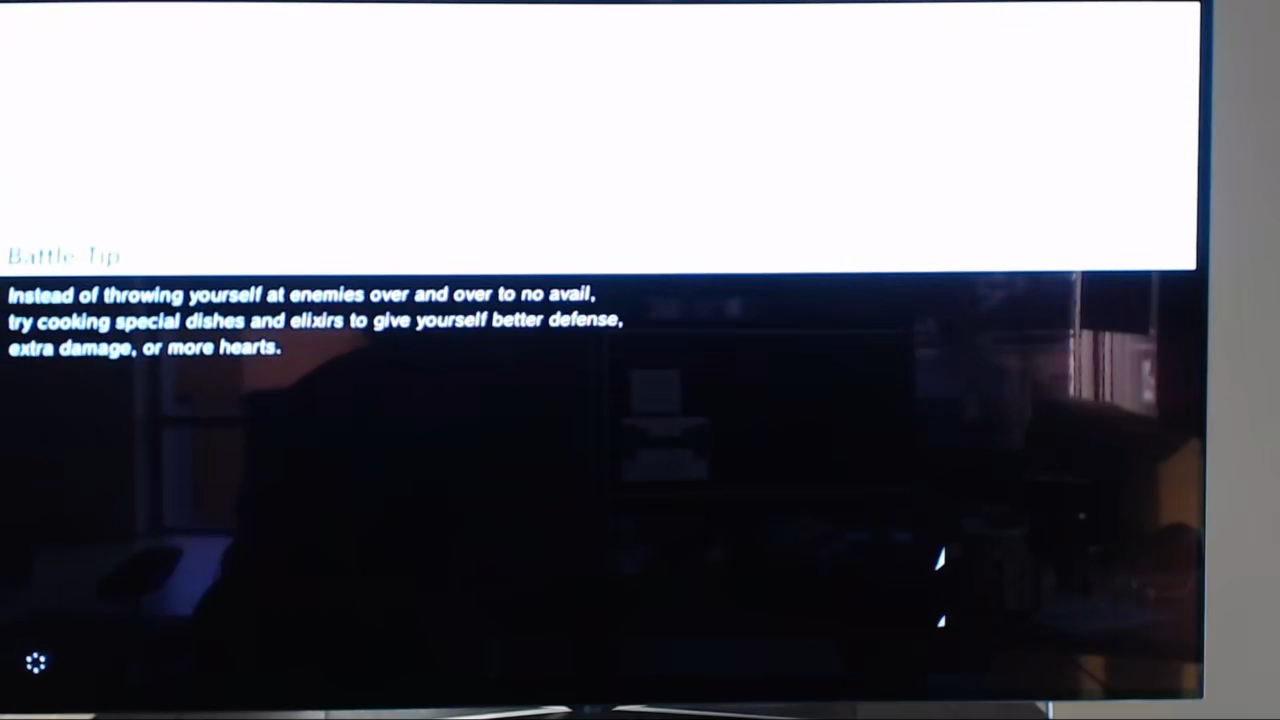 Battle Tip
Instead of throwing yourself at enemies over and over to no avail,
try cooking special dishes and elixirs to give yourself better defense,
extra damage, or more hearts.